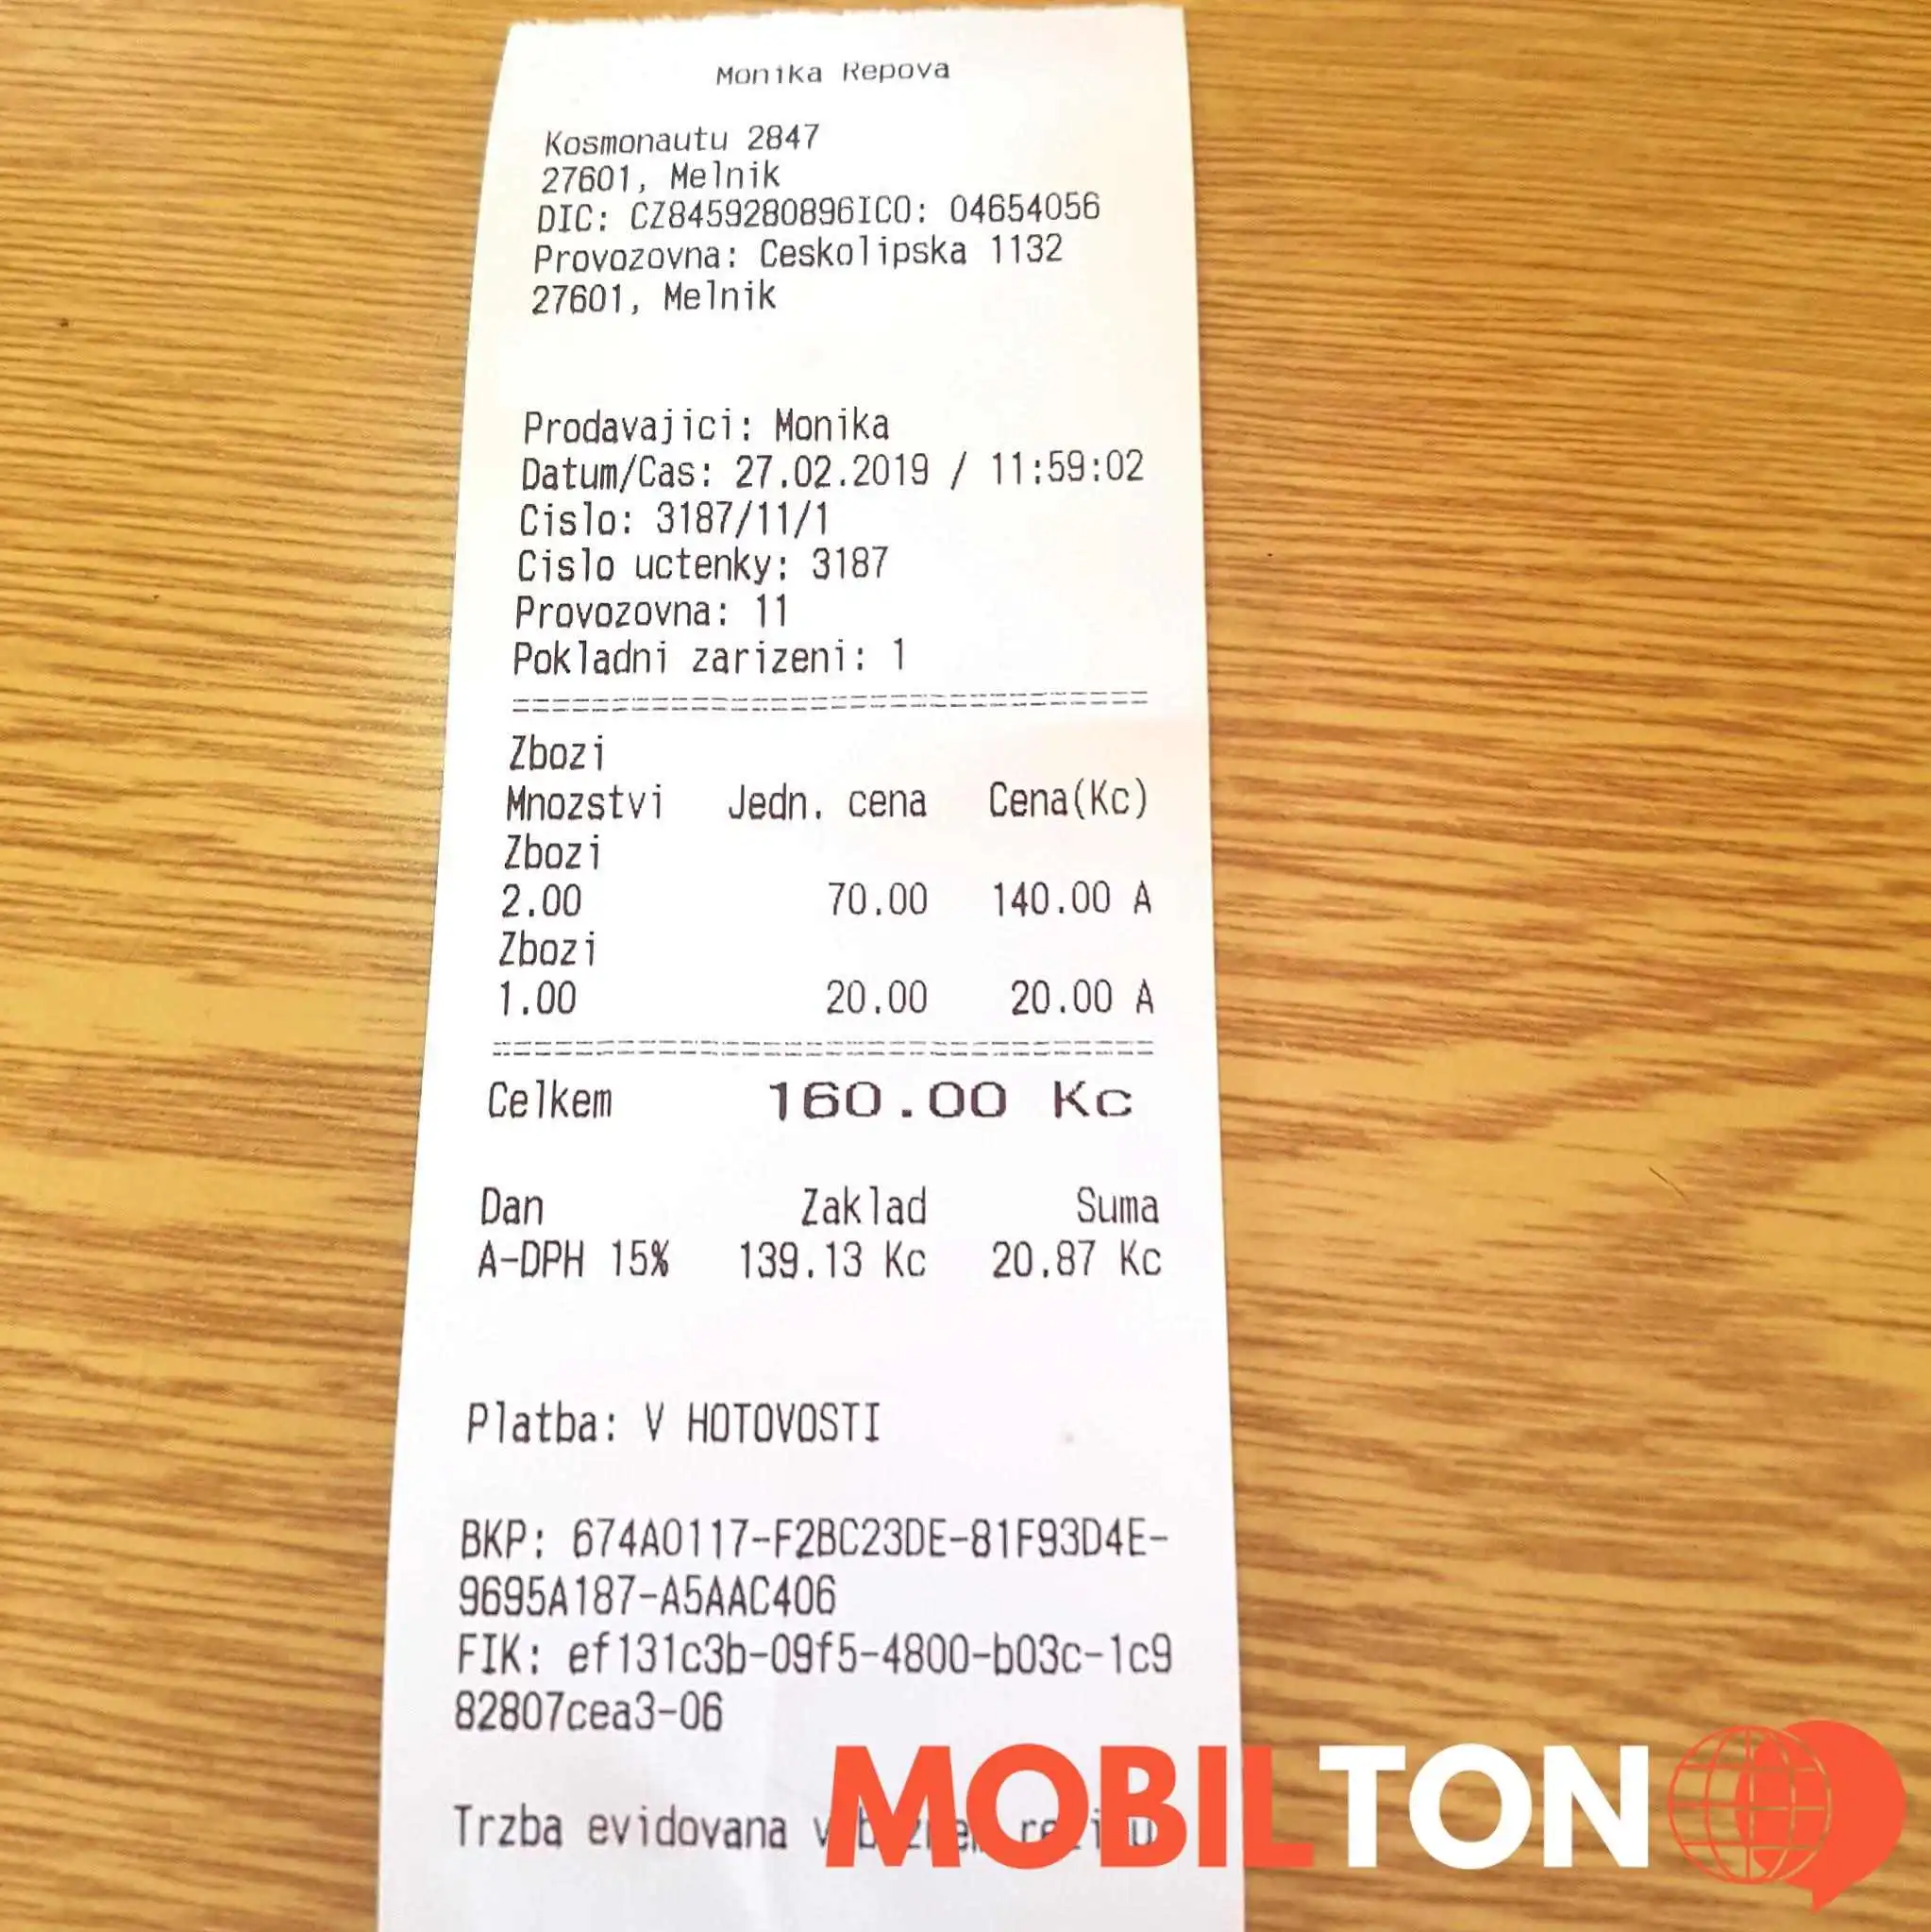 Monika Repova
Kosmonautu 2847
27601, Melnik
DIC: CZ8459280896ICO: 04654056
Provozovna: Ceskolipska 1132
27601, Melnik
Prodavajici: Monika
Datum/Cas: 27.02.2019 / 11:59:02
Cislo: 3187/11/1
Cislo uctenky: 3187
Provozovna: 11
Pokladni zarizeni: 1
Zbozi
Mnozstvi Jedn. cena Cena(Kc)
Zbozi
2.00 70.00 140.00 A
Zbozi
1.00 20.00 20.00 A
Celkem 160.00 Kc
Dan Zaklad Suma
A-DPH 15% 139.13 Kc 20.87 Kc
Platba: V HOTOVOSTI
BKP: 674A0117-F2BC23DE-81F93D4E-
9695A187-A5AAC406
FIK: ef131c3b-09f5-4800-b03c-1c9
82807cea3-06
Trzba evidovana v
MOBILTON